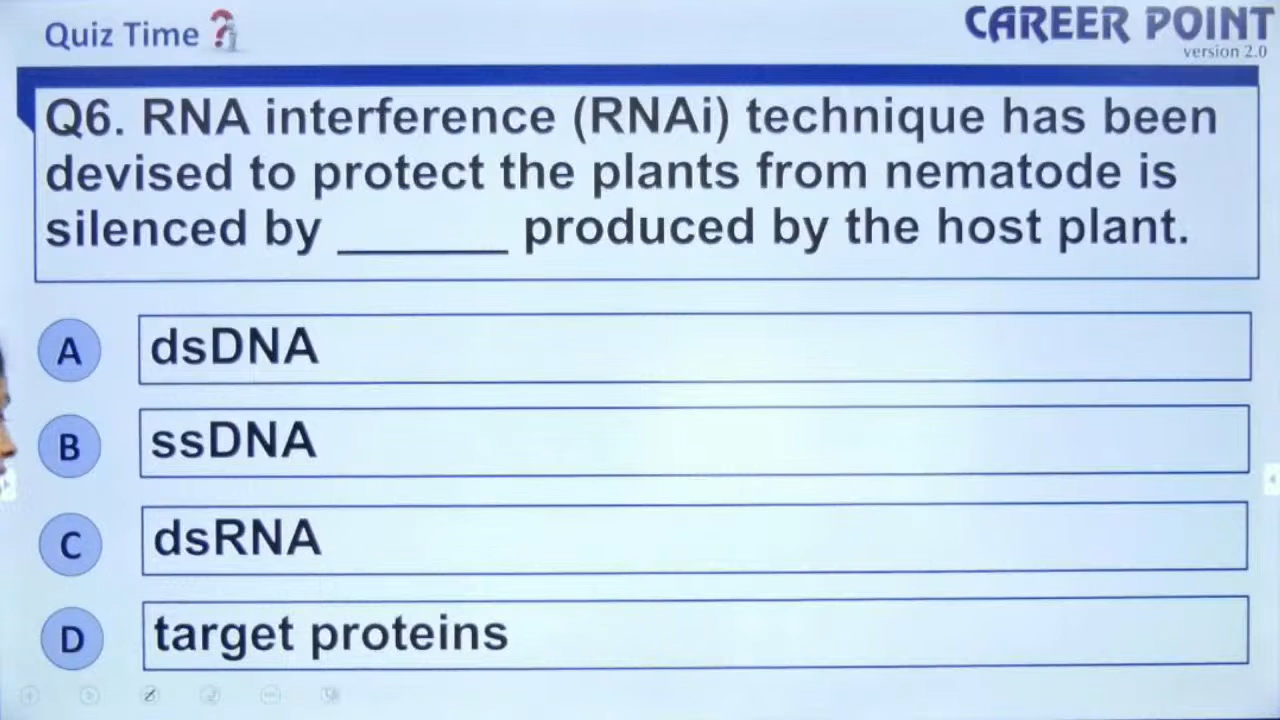 Quiz Time
CAREER POINT
version 2.0
Q6. RNA interference (RNAi) technique has been
devised to protect the plants from nematode is
silenced by ______ produced by the host plant.
A dsDNA
B ssDNA
C dsRNA
D target proteins